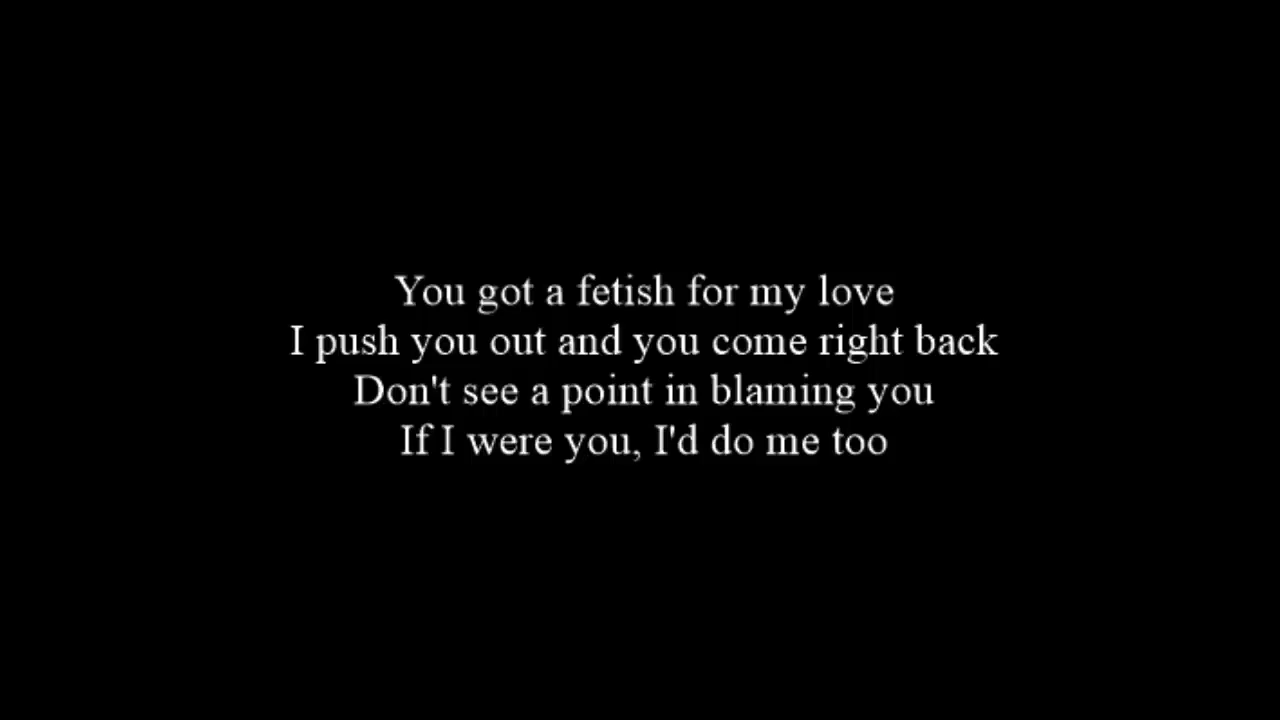 You got a fetish for my love
I push you out and you come right back
Don't see a point in blaming you
If I were you, I'd do me too